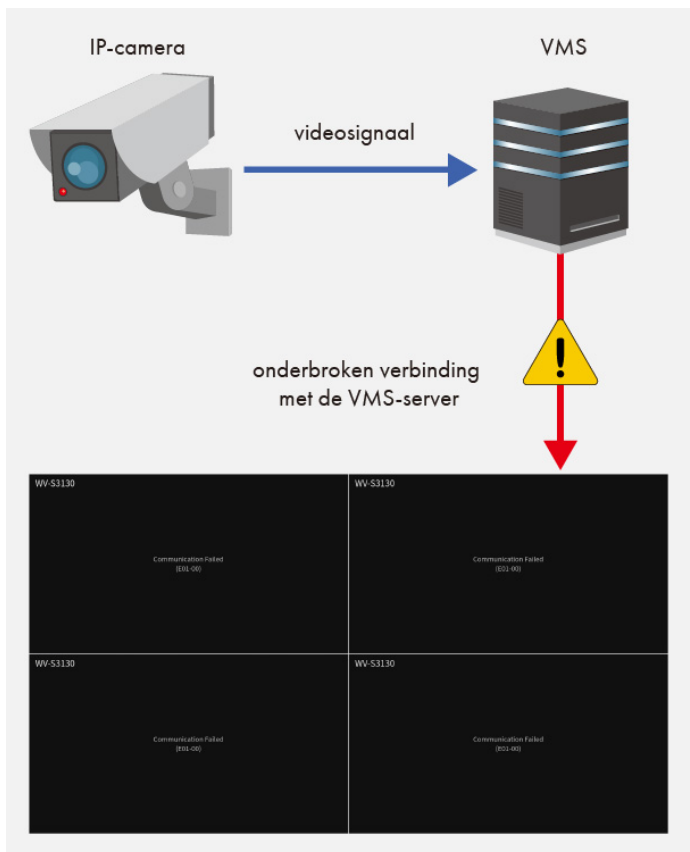 IP-camera
VMS
videosignaal
onderbroken verbinding
met de VMS-server
WV-S3130
WV-S3130
Communication Failed
(E01-00)
Communication Failed
(E01-00)
WV-S3130
WV-S3130
Communication Failed
(E01-00)
Communication Failed
(E01-00)